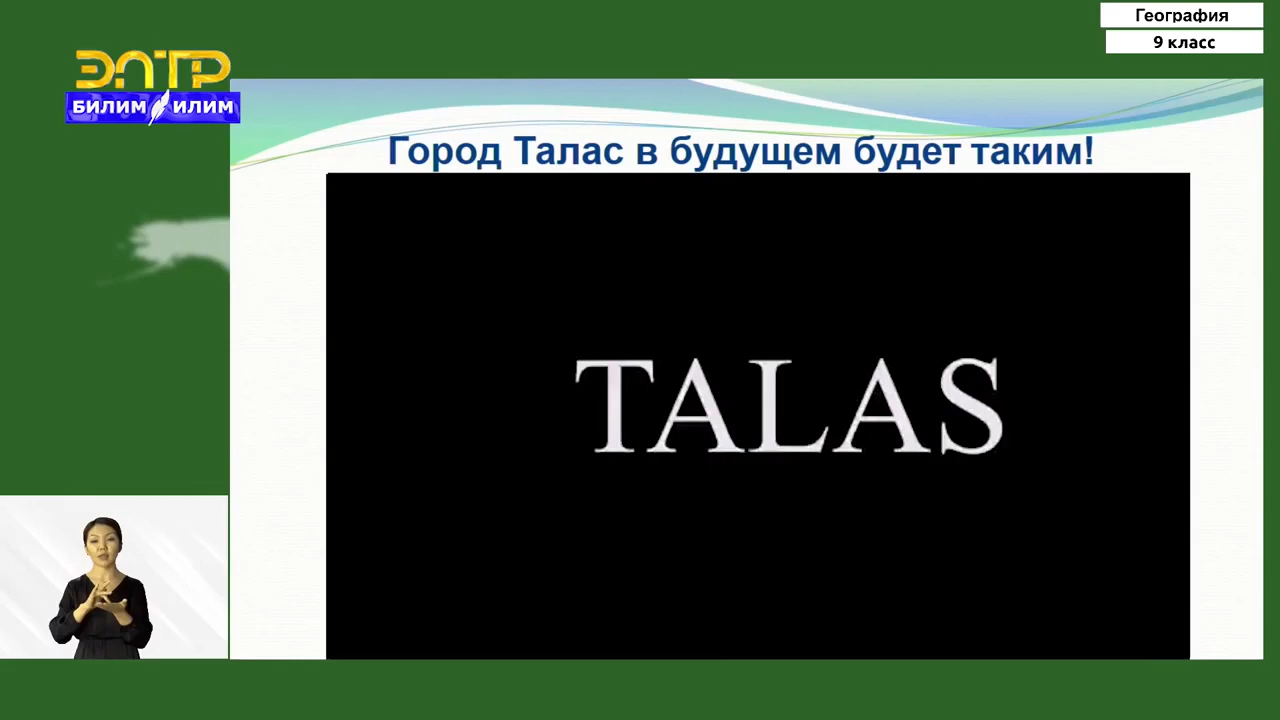 География
9 класс
ЭЛТР
БИЛИМ ИЛИМ
Город Талас в будущем будет таким!
TALAS